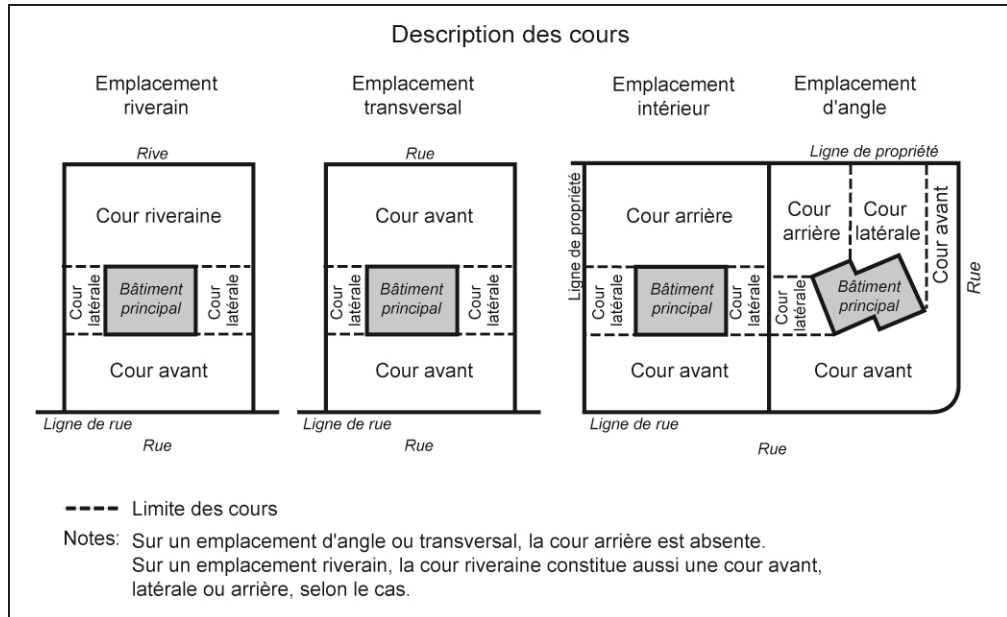 Description des cours
Emplacement
riverain
Emplacement
transversal
Emplacement
intérieur
Emplacement
d'angle
Rive
Cour riveraine
Cour
latérale
Bâtiment
principal
Cour
latérale
Cour avant
Ligne de rue
Rue
Rue
Cour avant
Cour
latérale
Bâtiment
principal
Cour
latérale
Cour avant
Ligne de rue
Rue
Ligne de propriété
Cour arrière
Cour
latérale
Bâtiment
principal
Cour
latérale
Cour avant
Ligne de rue
Ligne de propriété
Cour
arrière
Cour
latérale
Cour avant
Rue
Cour
latérale
Bâtiment
principal
Cour avant
Rue
Limite des cours
Notes: Sur un emplacement d'angle ou transversal, la cour arrière est absente.
Sur un emplacement riverain, la cour riveraine constitue aussi une cour avant,
latérale ou arrière, selon le cas.